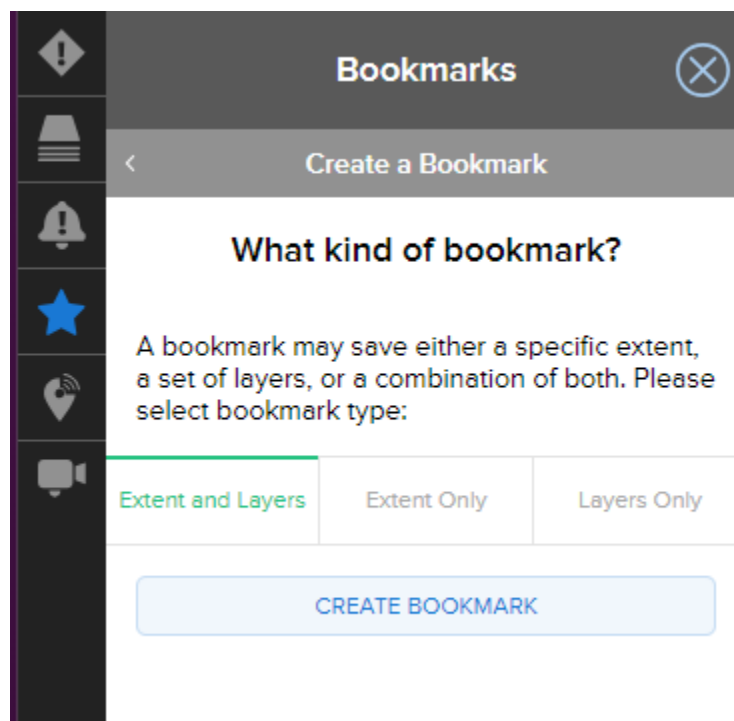 Bookmarks
Create a Bookmark
What kind of bookmark?
A bookmark may save either a specific extent,
a set of layers, or a combination of both. Please
select bookmark type:
Extent and Layers
Extent Only
Layers Only
CREATE BOOKMARK